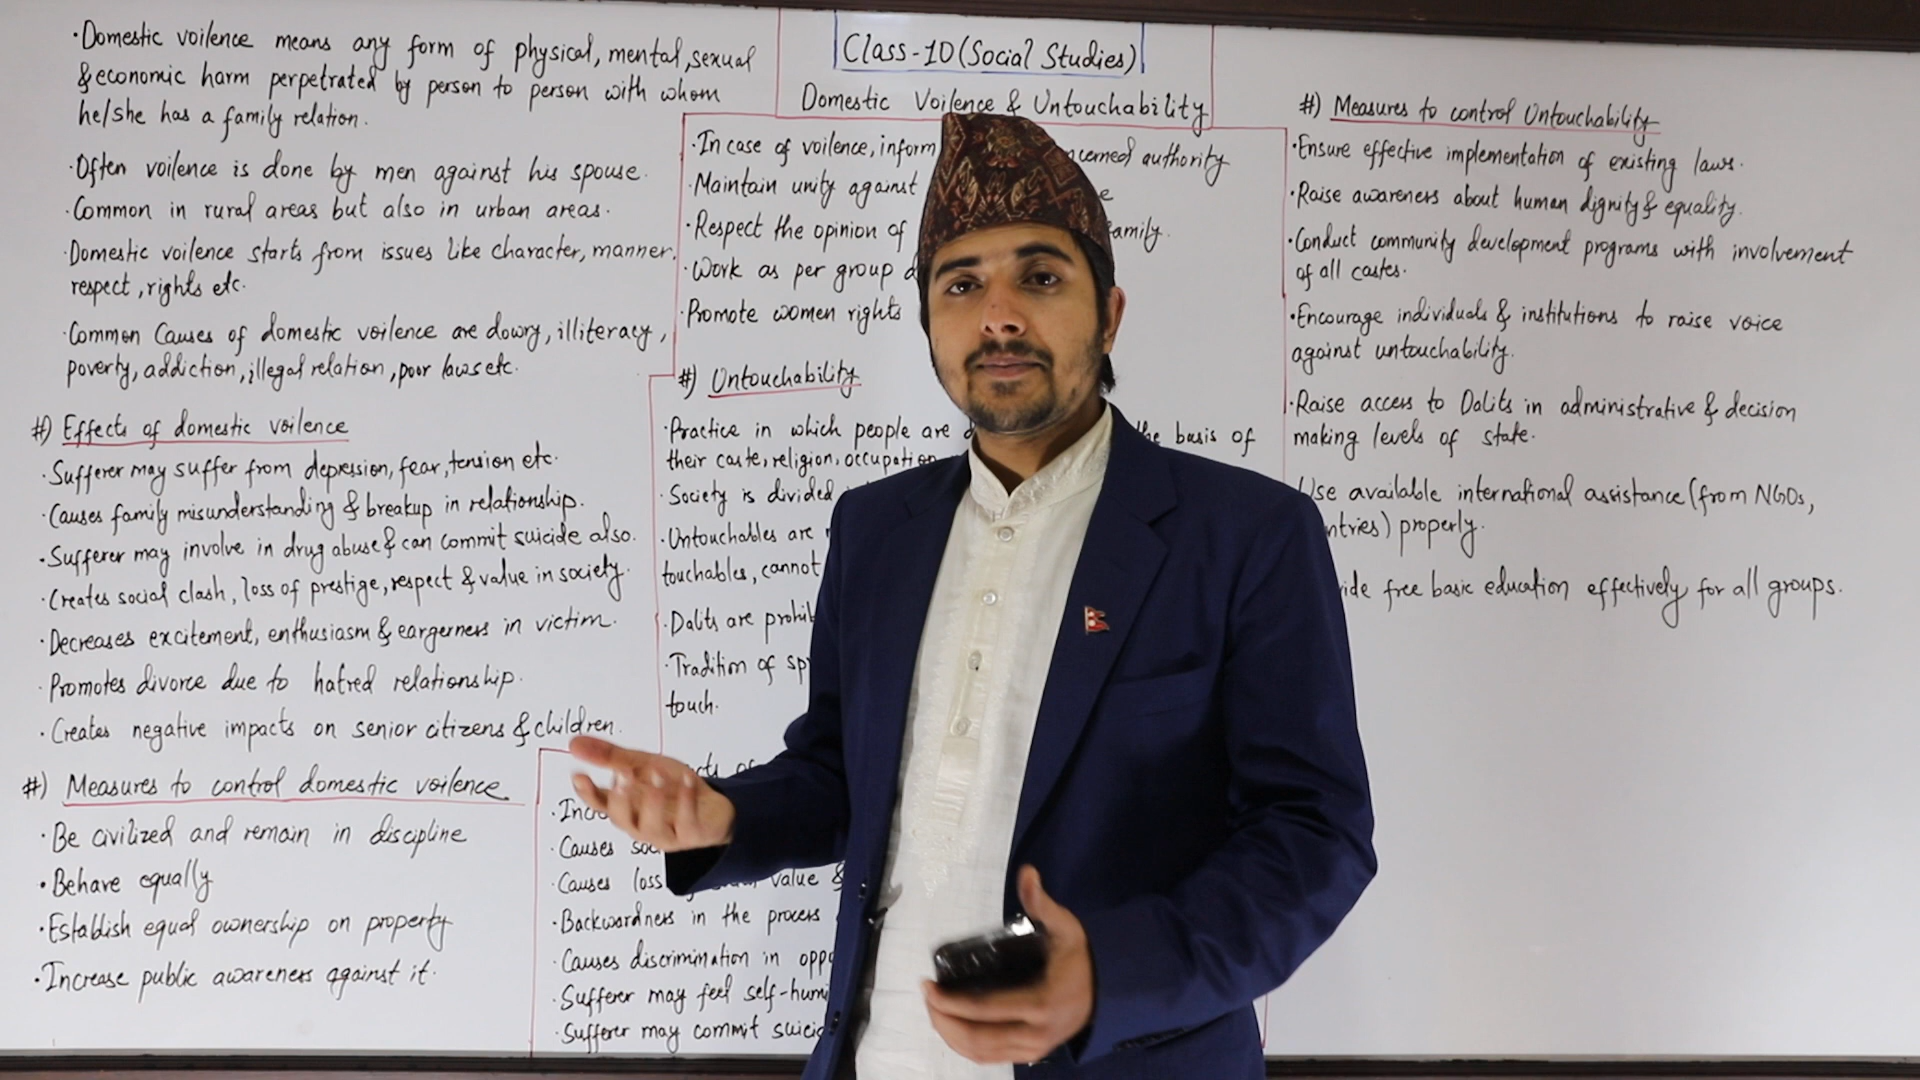 Class-10 (Social Studies)
Domestic Voilence & Untouchability
·Domestic voilence means any form of physical, mental, sexual
& economic harm perpetrated by person to person with whom
he/she has a family relation.
·Often voilence is done by men against his spouse.
·Common in rural areas but also in urban areas.
·Domestic voilence starts from issues like character, manner,
respect, rights etc.
·Common Causes of domestic voilence are dowry, illiteracy,
poverty, addiction, illegal relation, poor laws etc.
#) Effects of domestic voilence
·Sufferer may suffer from depression, fear, tension etc.
·Causes family misunderstanding & breakup in relationship.
·Sufferer may involve in drug abuse & can commit suicide also.
·Creates social clash, loss of prestige, respect & value in society.
·Decreases excitement, enthusiasm & eargerness in victim.
·Promotes divorce due to hatred relationship.
·Creates negative impacts on senior citizens & children.
#) Measures to control domestic voilence
·Be civilized and remain in discipline
·Behave equally
·Establish equal ownership on property
·Increase public awareness against it.
·In case of voilence, inform authority
·Maintain unity against
·Respect the opinion of family.
·Work as per group
·Promote women rights
#) Untouchability
·Practice in which people are the basis of
their caste, religion, occupation
·Society is divided
·Untouchables are
touchables, cannot
·Dalits are
·Tradition of
touch.
of
·Causes
·Causes loss value &
·Backwardness in the process
·Causes discrimination in
·Sufferer may feel
·Sufferer may commit
#) Measures to control Untouchability
·Ensure effective implementation of existing laws.
·Raise awareness about human dignity & equality.
·Conduct community development programs with involvement
of all castes.
·Encourage individuals & institutions to raise voice
against untouchability.
·Raise access to Dalits in administrative & decision
making levels of state.
Use available international assistance (from NGOs,
properly.
free basic education effectively for all groups.